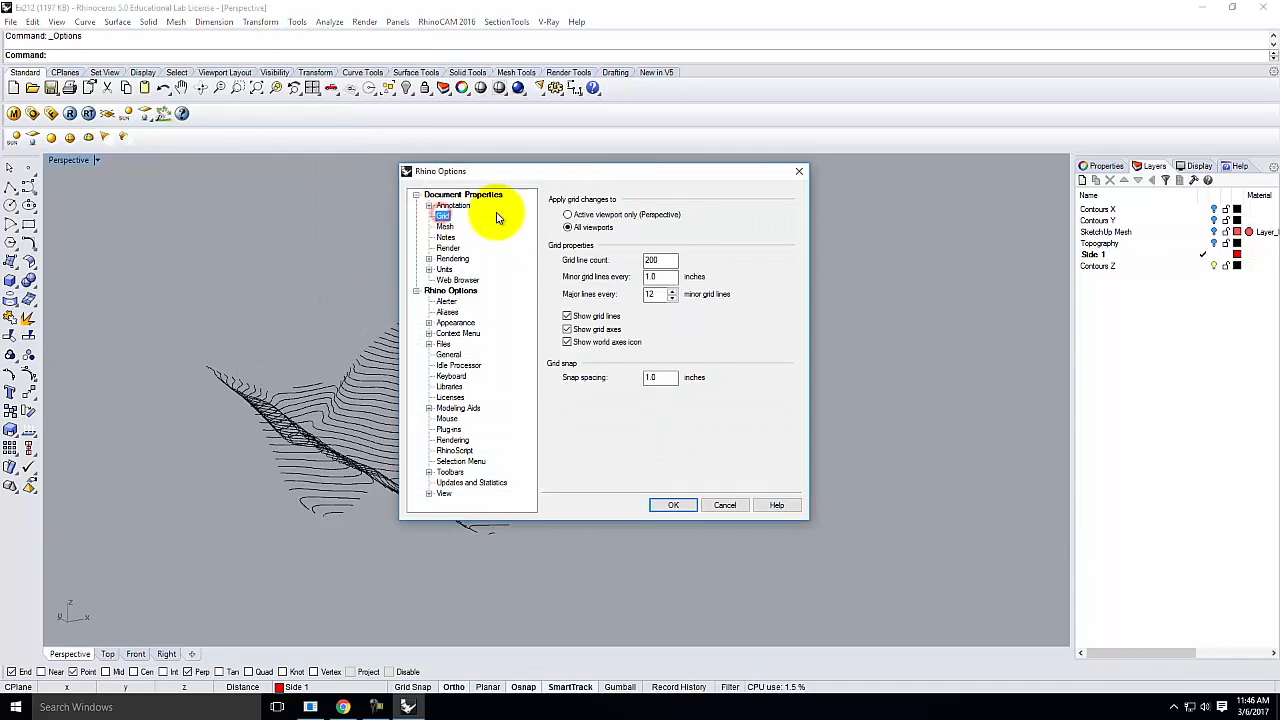 Ex212 (1197 KB) - Rhinoceros 5.0 Educational Lab License - [Perspective]
File Edit View Curve Surface Solid Mesh Dimension Transform Tools Analyze Render Panels RhinoCAM 2016 SectionTools V-Ray Help
Command: _Options
Command:
Standard CPlanes Set View Display Select Viewport Layout Visibility Transform Curve Tools Surface Tools Solid Tools Mesh Tools Render Tools Drafting New in V5
M R RT SUN
SUN
Perspective
Properties Layers Display Help
Name Material
Contours X
Contours Y
SketchUp Mesh Layer_
Topography
Side 1
Contours Z
Rhino Options
Document Properties
Annotation
Grid
Mesh
Notes
Render
Rendering
Units
Web Browser
Rhino Options
Alerter
Aliases
Appearance
Context Menu
Files
General
Idle Processor
Keyboard
Libraries
Licenses
Modeling Aids
Mouse
Plug-ins
Rendering
RhinoScript
Selection Menu
Toolbars
Updates and Statistics
View
Apply grid changes to
Active viewport only (Perspective)
All viewports
Grid properties
Grid line count: 200
Minor grid lines every: 1.0 inches
Major lines every: 12 minor grid lines
Show grid lines
Show grid axes
Show world axes icon
Grid snap
Snap spacing: 1.0 inches
OK Cancel Help
z
y x
Perspective Top Front Right
End Near Point Mid Cen Int Perp Tan Quad Knot Vertex Project Disable
CPlane x y z Distance Side 1 Grid Snap Ortho Planar Osnap SmartTrack Gumball Record History Filter CPU use: 1.5 %
Search Windows
11:46 AM
3/6/2017